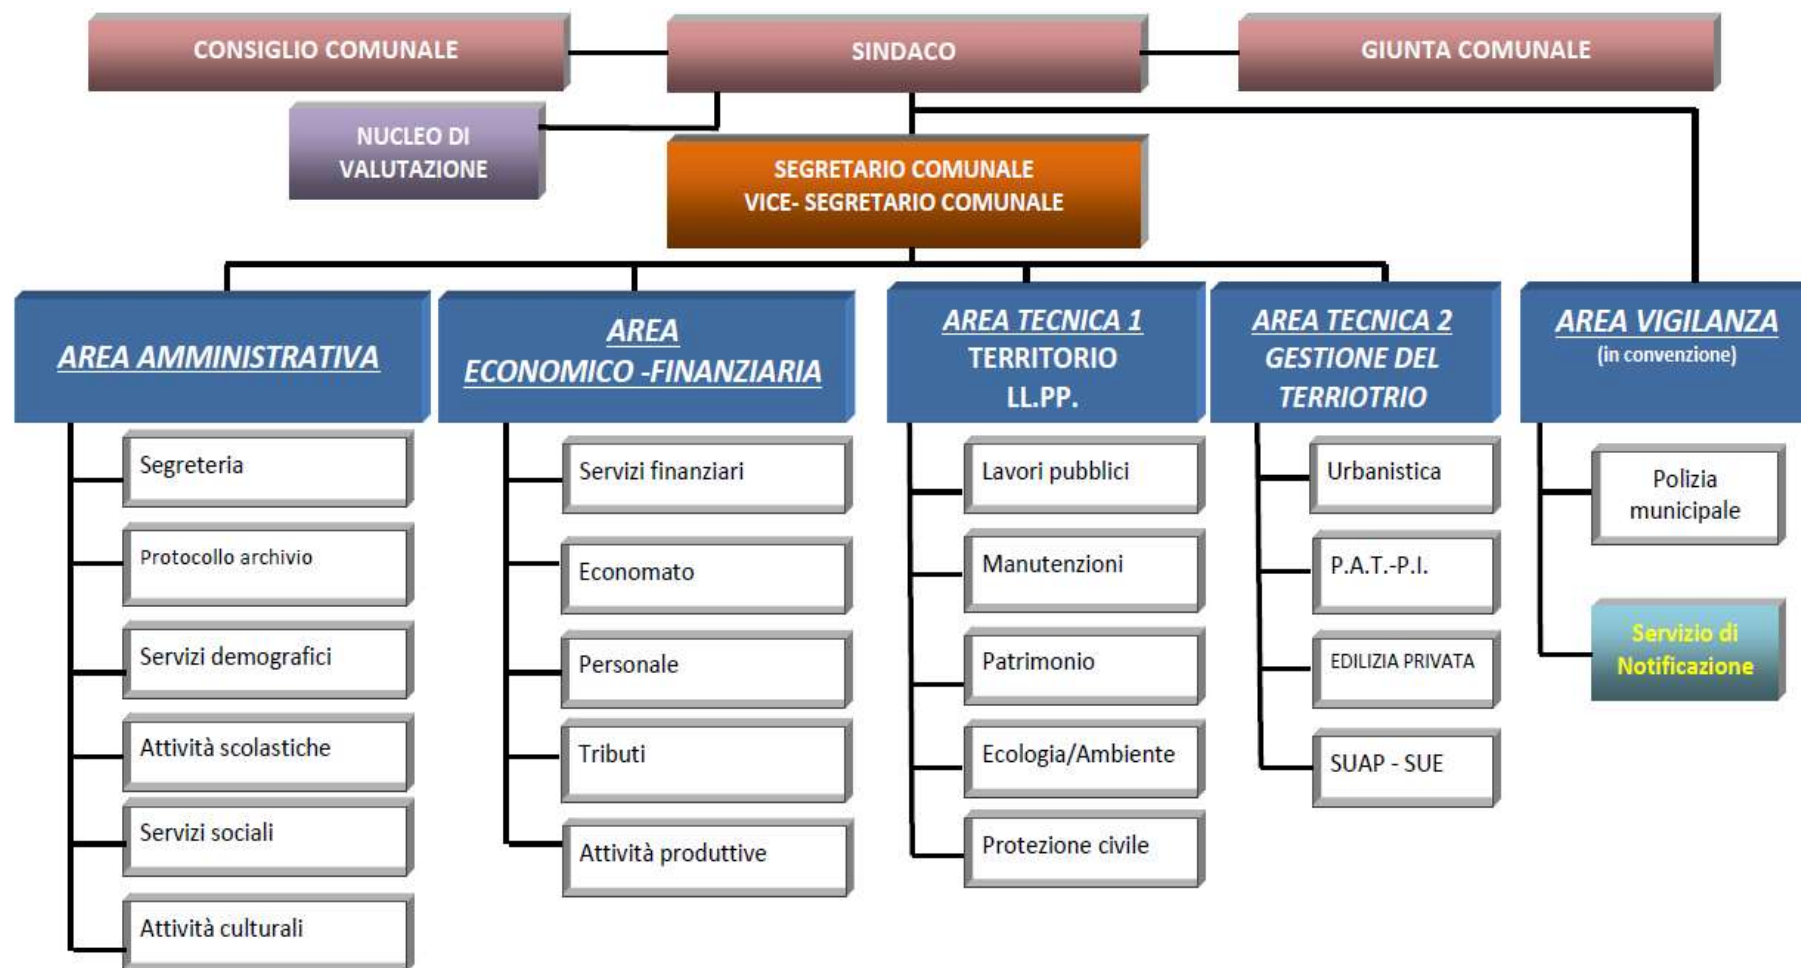 CONSIGLIO COMUNALE
SINDACO
GIUNTA COMUNALE
NUCLEO DI
VALUTAZIONE
SEGRETARIO COMUNALE
VICE- SEGRETARIO COMUNALE
AREA AMMINISTRATIVA
AREA
ECONOMICO -FINANZIARIA
AREA TECNICA 1
TERRITORIO
LL.PP.
AREA TECNICA 2
GESTIONE DEL
TERRIOTRIO
AREA VIGILANZA
(in convenzione)
Segreteria
Protocollo archivio
Servizi demografici
Attività scolastiche
Servizi sociali
Attività culturali
Servizi finanziari
Economato
Personale
Tributi
Attività produttive
Lavori pubblici
Manutenzioni
Patrimonio
Ecologia/Ambiente
Protezione civile
Urbanistica
P.A.T.-P.I.
EDILIZIA PRIVATA
SUAP - SUE
Polizia
municipale
Servizio di
Notificazione